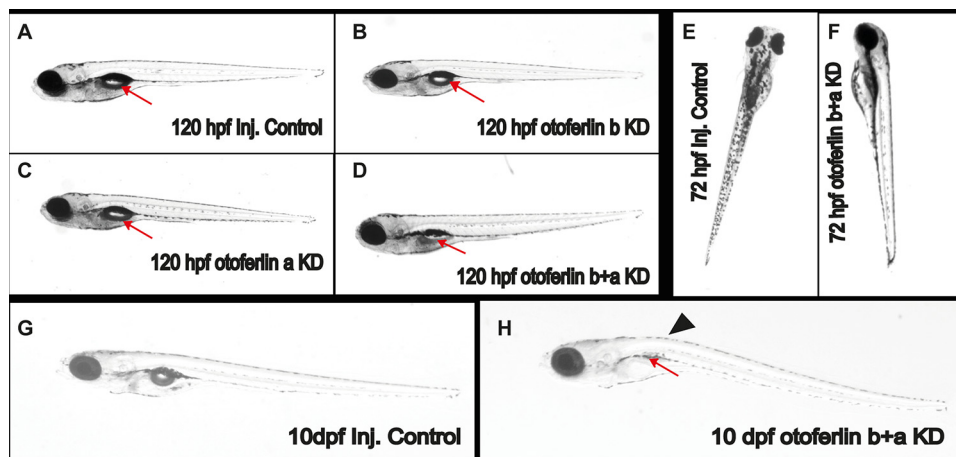 A
120 hpf Inj. Control
B
120 hpf otoferlin b KD
C
120 hpf otoferlin a KD
D
120 hpf otoferlin b+a KD
E
72 hpf Inj. Control
F
72 hpf otoferlin b+a KD
G
10dpf Inj. Control
H
10 dpf otoferlin b+a KD